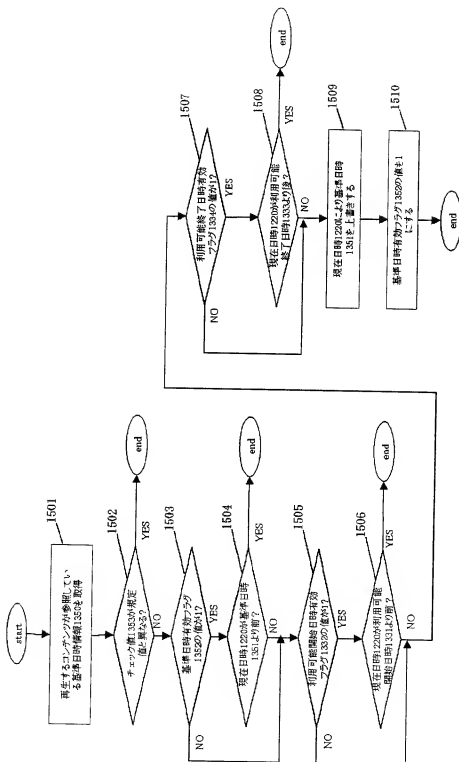 start
1501
再生するコンテンツが参照してい
る基準日時情報1350を取得
1502
チェック値1353が規定
値と異なる?
YES
end
NO
1503
基準日時有効フラグ
1352の値が1?
NO
YES
1504
現在日時1220が基準日時
1351より前?
YES
end
NO
1505
利用可能開始日時有効
フラグ1332の値が1?
NO
YES
1506
現在日時1220が利用可能
開始日時1331より前?
YES
end
NO
1507
利用可能終了日時有効
フラグ1334の値が1?
NO
YES
1508
現在日時1220が利用可能
終了日時1333より後?
YES
end
NO
1509
現在日時1220により基準日時
1351を上書きする
1510
基準日時有効フラグ1352の値も1
にする
end